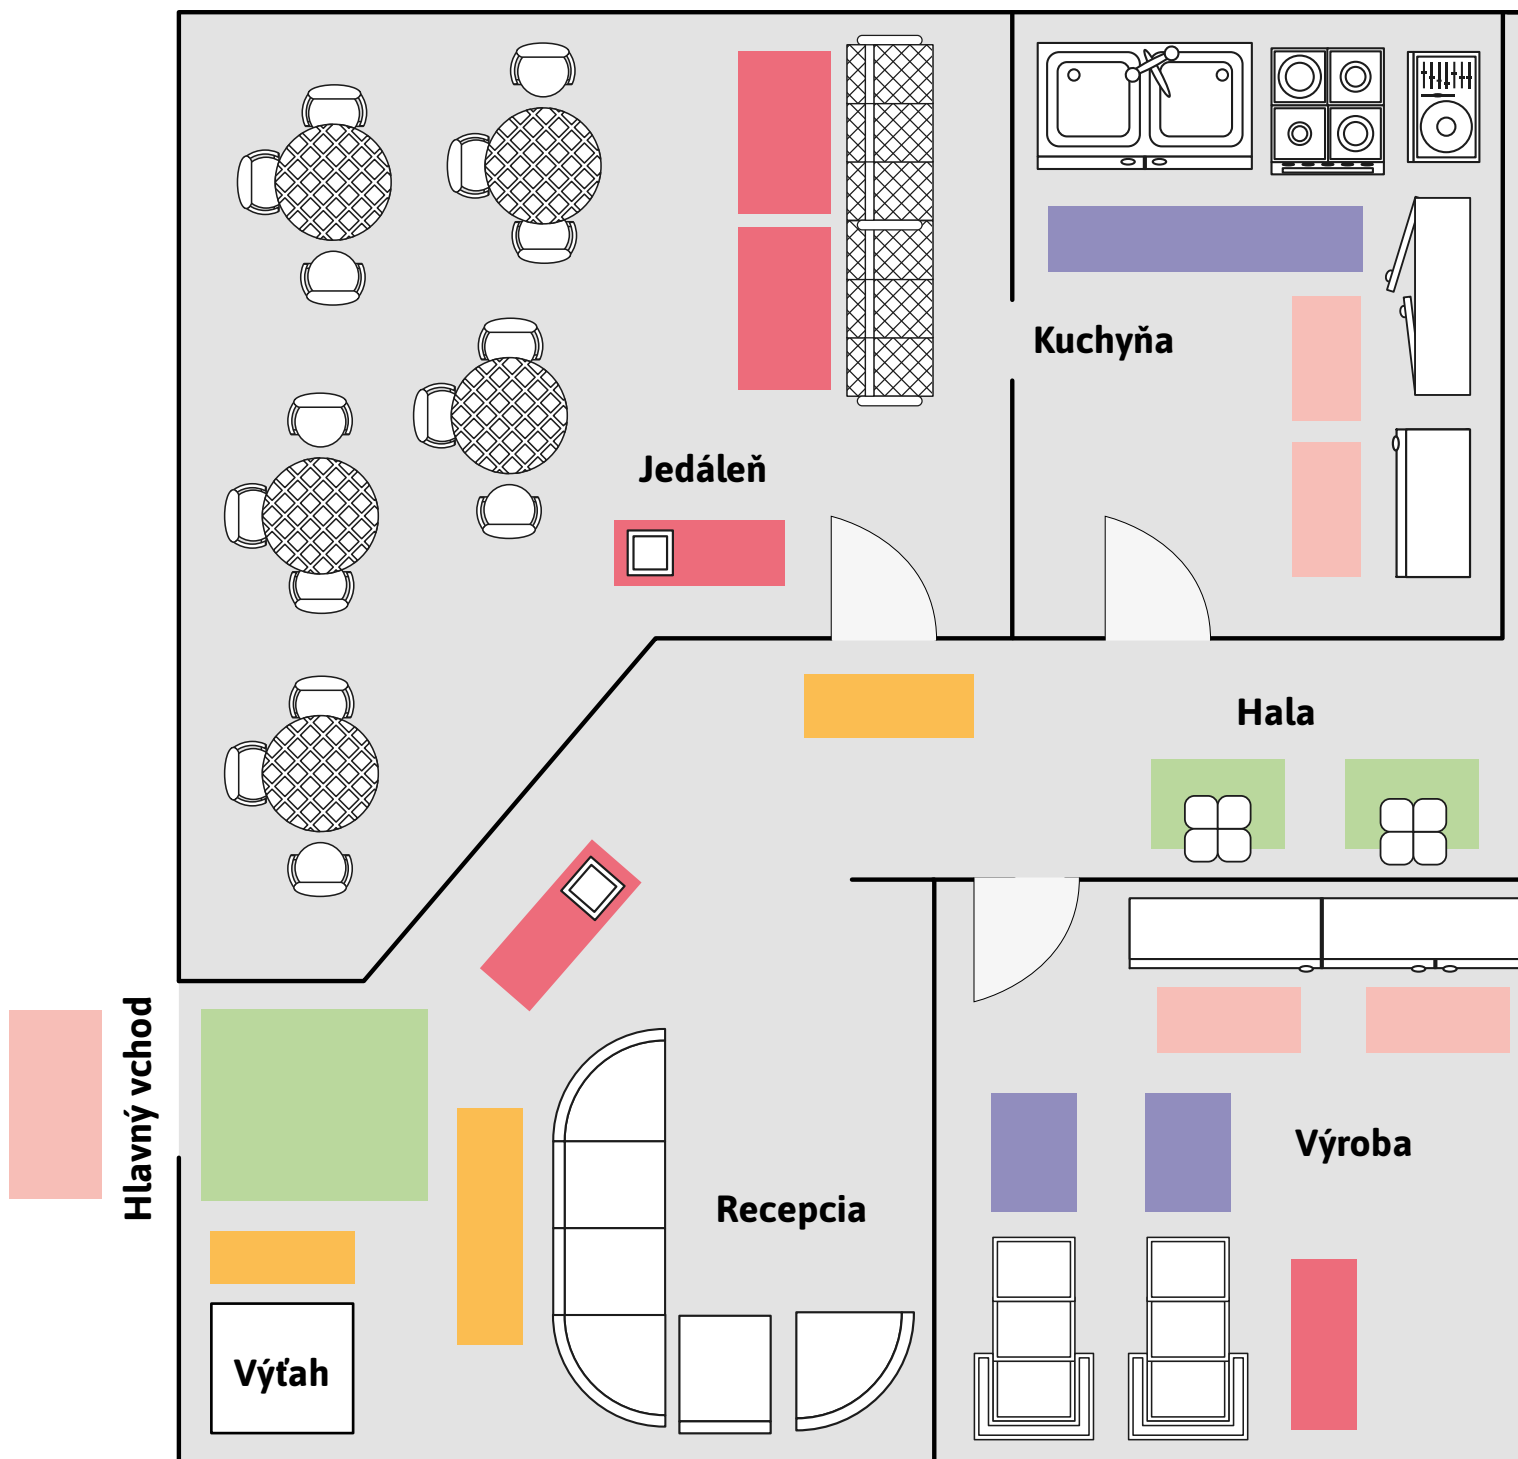 Kuchyňa
Jedáleň
Hala
Hlavný vchod
Výroba
Recepcia
Výťah